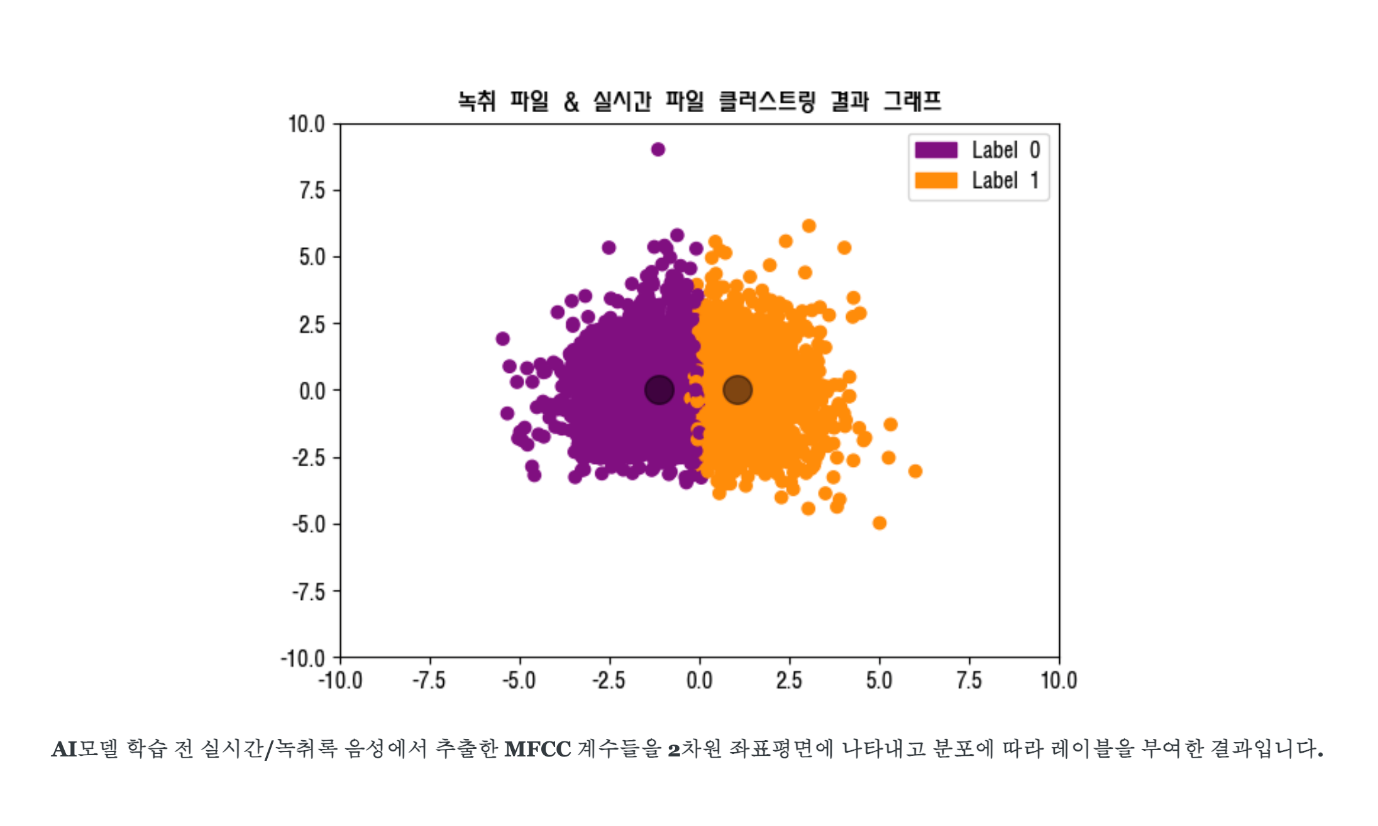 녹취 파일 & 실시간 파일 클러스트링 결과 그래프
10.0
7.5
5.0
2.5
0.0
-2.5
-5.0
-7.5
-10.0
Label 0
Label 1
-10.0 -7.5 -5.0 -2.5 0.0 2.5 5.0 7.5 10.0
AI모델 학습 전 실시간/녹취록 음성에서 추출한 MFCC 계수들을 2차원 좌표평면에 나타내고 분포에 따라 레이블을 부여한 결과입니다.